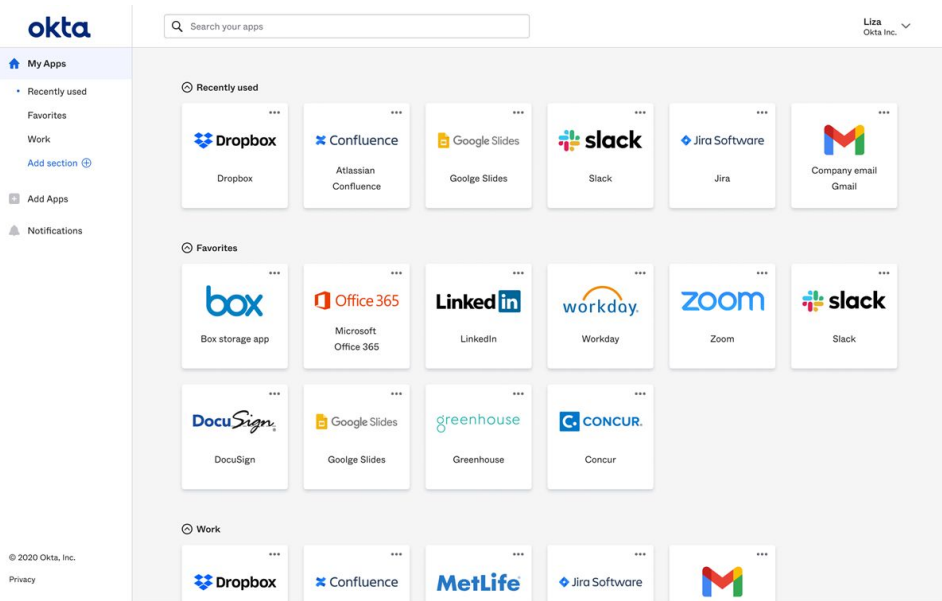 okta
Search your apps
Liza
Okta Inc.
My Apps
Recently used
Favorites
Work
Add section
Add Apps
Notifications
© 2020 Okta, Inc.
Privacy
Recently used
Dropbox
Dropbox
Confluence
Atlassian
Confluence
Google Slides
Goolge Slides
slack
Slack
Jira Software
Jira
Company email
Gmail
Favorites
box
Box storage app
Office 365
Microsoft
Office 365
Linked in
LinkedIn
workday.
Workday
zoom
Zoom
slack
Slack
DocuSign.
DocuSign
Google Slides
Goolge Slides
greenhouse
Greenhouse
C. CONCUR.
Concur
Work
Dropbox
Confluence
MetLife
Jira Software